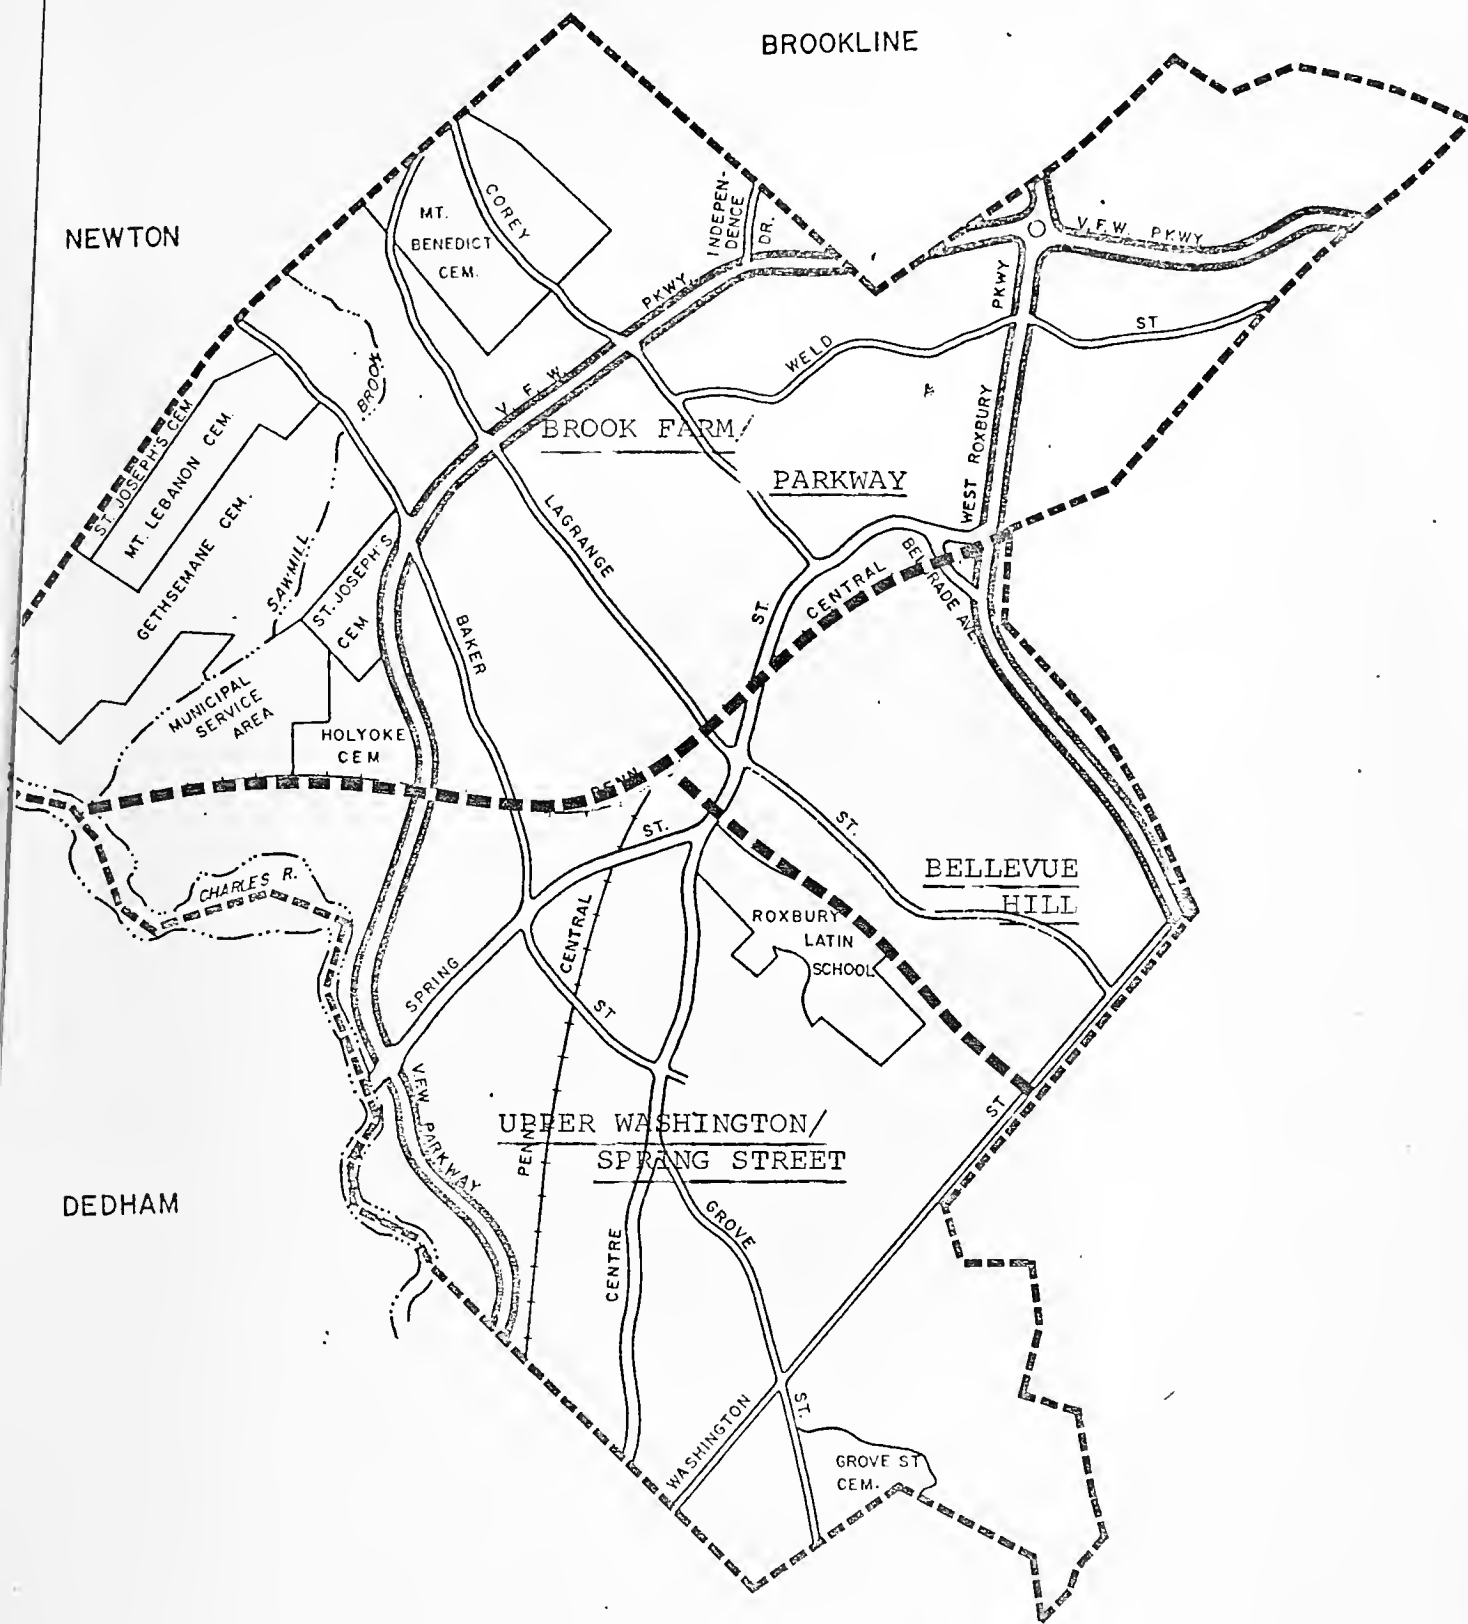 BROOKLINE
NEWTON
COREY
MT.
BENEDICT
CEM.
INDEPEN-
DENCE
DR.
V.F.W. PKWY
PKWY
V. F. W.
PKWY
WELD
ST
BROOK
BROOK FARM/
PARKWAY
WEST ROXBURY
ST. JOSEPH'S CEM
MT. LEBANON CEM.
GETHSEMANE CEM.
SAWMILL
ST. JOSEPH'S
CEM
LAGRANGE
BAKER
ST.
CENTRAL
BELGRADE AVE.
MUNICIPAL
SERVICE
AREA
HOLYOKE
CEM
PENN
ST.
ST.
CHARLES R.
BELLEVUE
HILL
ROXBURY
LATIN
SCHOOL
CENTRAL
SPRING
ST
V.F.W. PARKWAY
UPPER WASHINGTON/
SPRING STREET
PENN
ST
DEDHAM
GROVE
CENTRE
WASHINGTON
ST.
GROVE ST
CEM.